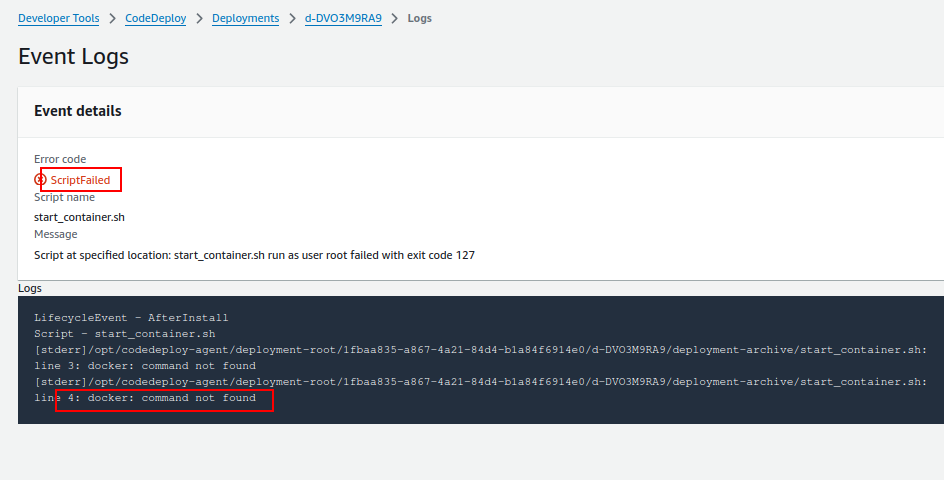 Developer Tools > CodeDeploy > Deployments > d-DVO3M9RA9 > Logs
Event Logs
Event details
Error code
ScriptFailed
Script name
start_container.sh
Message
Script at specified location: start_container.sh run as user root failed with exit code 127
Logs
LifecycleEvent - AfterInstall
Script - start_container.sh
[stderr]/opt/codedeploy-agent/deployment-root/1fbaa835-a867-4a21-84d4-b1a84f6914e0/d-DVO3M9RA9/deployment-archive/start_container.sh:
line 3: docker: command not found
[stderr]/opt/codedeploy-agent/deployment-root/1fbaa835-a867-4a21-84d4-b1a84f6914e0/d-DVO3M9RA9/deployment-archive/start_container.sh:
line 4: docker: command not found